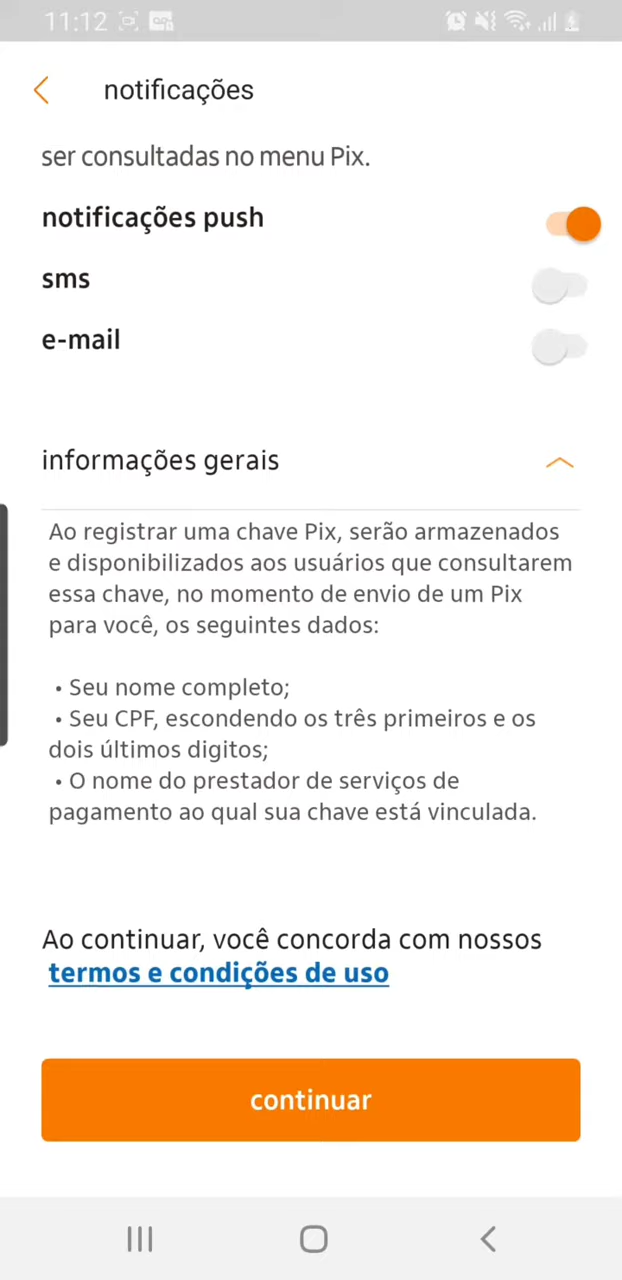 11:12
notificações
ser consultadas no menu Pix.
notificações push
sms
e-mail
informações gerais
Ao registrar uma chave Pix, serão armazenados
e disponibilizados aos usuários que consultarem
essa chave, no momento de envio de um Pix
para você, os seguintes dados:
• Seu nome completo;
• Seu CPF, escondendo os três primeiros e os
dois últimos digitos;
• O nome do prestador de serviços de
pagamento ao qual sua chave está vinculada.
Ao continuar, você concorda com nossos
termos e condições de uso
continuar